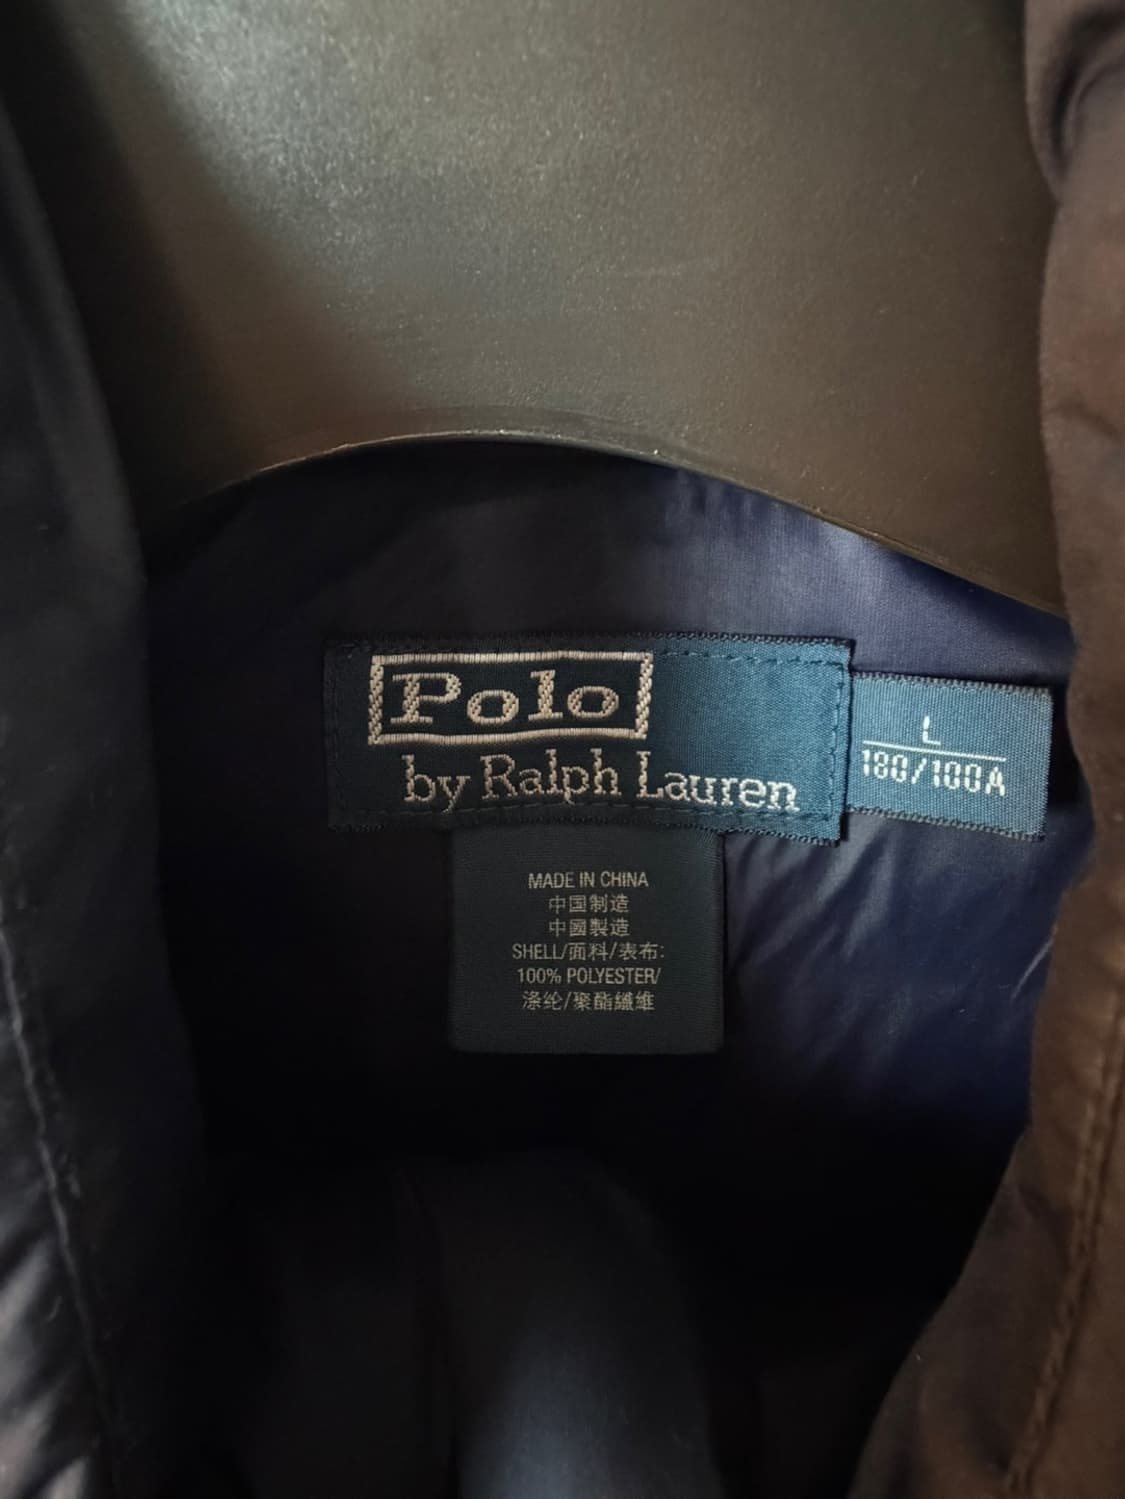 Polo
by Ralph Lauren
L
180/100A
MADE IN CHINA
中国制造
中國製造
SHELL/面料/表布:
100% POLYESTER/
涤纶/聚酯纖維